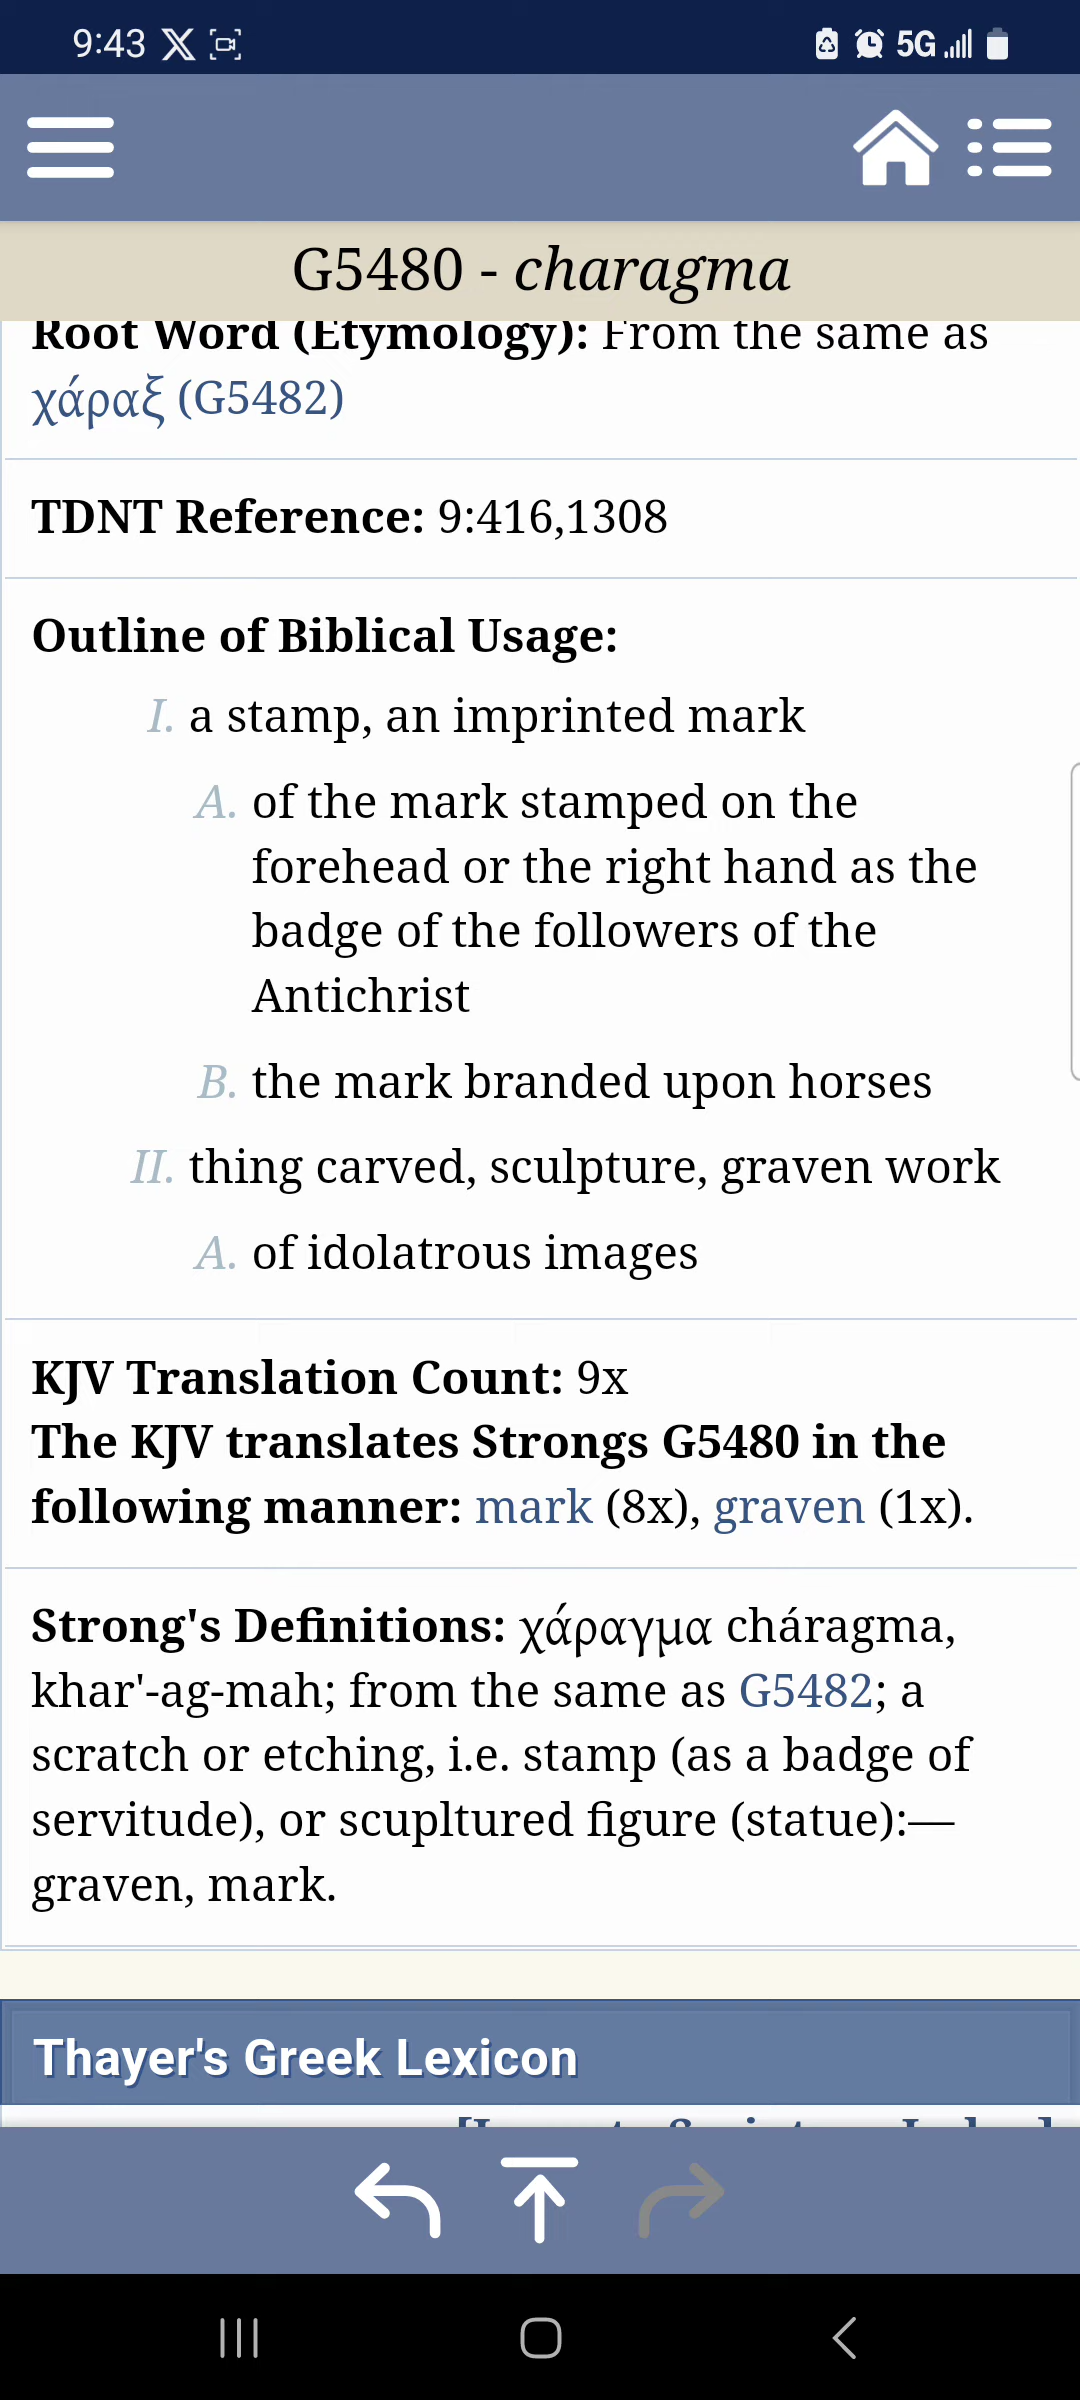 9:43 X 5G
G5480 - charagma
Root Word (Etymology): From the same as
χάραξ (G5482)
TDNT Reference: 9:416,1308
Outline of Biblical Usage:
I. a stamp, an imprinted mark
A. of the mark stamped on the
forehead or the right hand as the
badge of the followers of the
Antichrist
B. the mark branded upon horses
II. thing carved, sculpture, graven work
A. of idolatrous images
KJV Translation Count: 9x
The KJV translates Strongs G5480 in the
following manner: mark (8x), graven (1x).
Strong's Definitions: χάραγμα cháragma,
khar'-ag-mah; from the same as G5482; a
scratch or etching, i.e. stamp (as a badge of
servitude), or scupltured figure (statue):—
graven, mark.
Thayer's Greek Lexicon